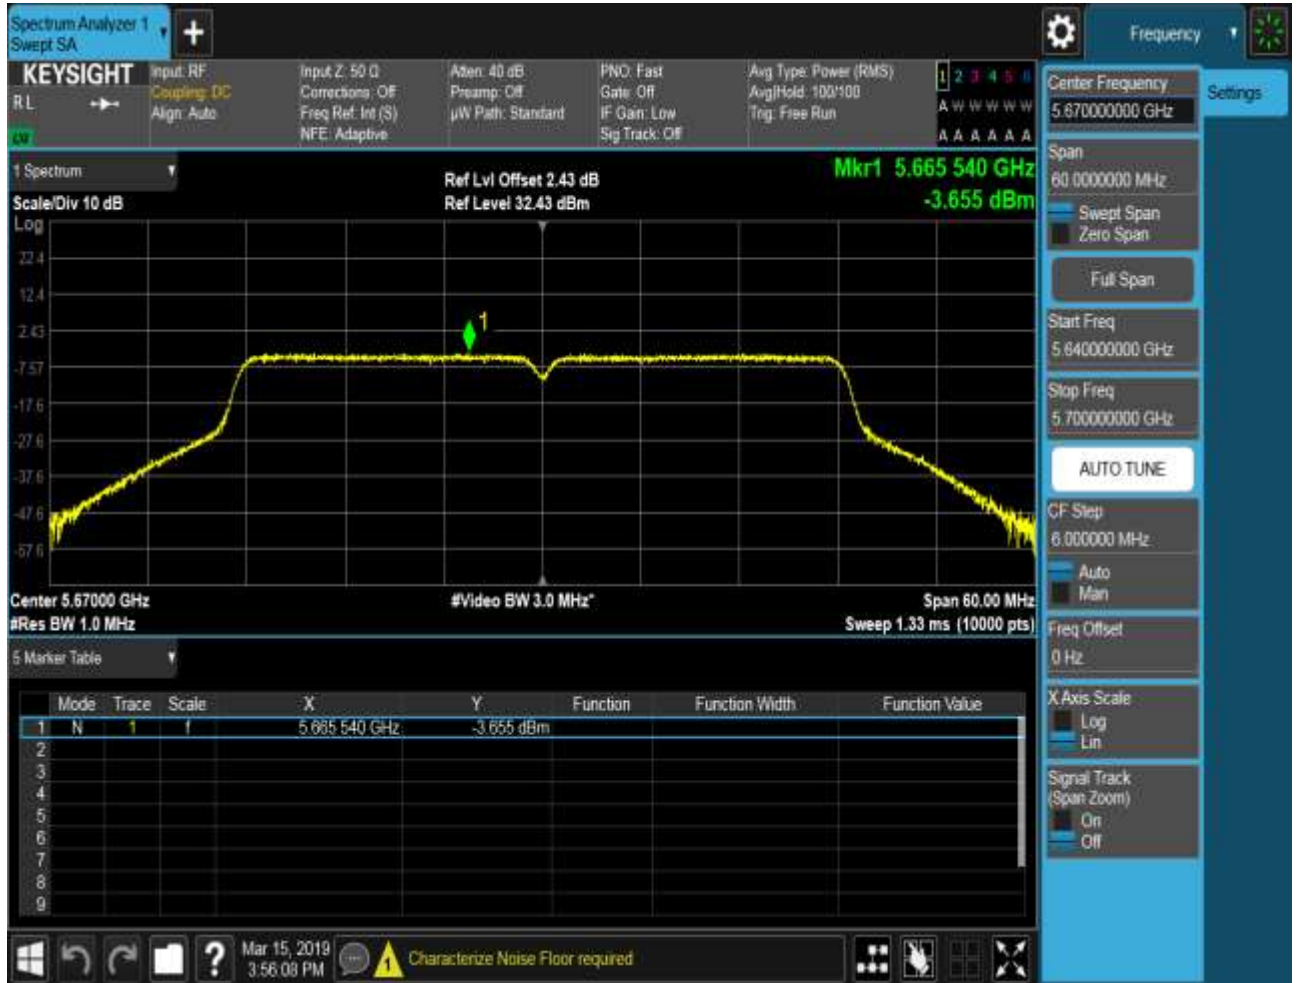 Spectrum Analyzer 1
Swept SA
+
Frequency
KEYSIGHT
RL
Input: RF
Coupling: DC
Align: Auto
Input Z: 50 Ω
Corrections: Off
Freq Ref: Int (S)
NFE: Adaptive
Atten: 40 dB
Preamp: Off
µW Path: Standard
PNO: Fast
Gate: Off
IF Gain: Low
Sig Track: Off
Avg Type: Power (RMS)
Avg|Hold: 100/100
Trig: Free Run
1 2 3 4 5 6
A W W W W W
A A A A A A
Center Frequency
5.670000000 GHz
Settings
Span
60.0000000 MHz
Swept Span
Zero Span
Full Span
Start Freq
5.640000000 GHz
Stop Freq
5.700000000 GHz
AUTO TUNE
CF Step
6.000000 MHz
Auto
Man
Freq Offset
0 Hz
X Axis Scale
Log
Lin
Signal Track
(Span Zoom)
On
Off
1 Spectrum
Scale/Div 10 dB
Ref Lvl Offset 2.43 dB
Ref Level 32.43 dBm
Mkr1 5.665 540 GHz
-3.655 dBm
Log
22.4
12.4
2.43
-7.57
-17.6
-27.6
-37.6
-47.6
-57.6
1
Center 5.67000 GHz
#Video BW 3.0 MHz*
Span 60.00 MHz
#Res BW 1.0 MHz
Sweep 1.33 ms (10000 pts)
5 Marker Table
Mode Trace Scale X Y Function Function Width Function Value
1 N 1 f 5.665 540 GHz -3.655 dBm
2
3
4
5
6
7
8
9
?
Mar 15, 2019
3:56:08 PM
1
Characterize Noise Floor required